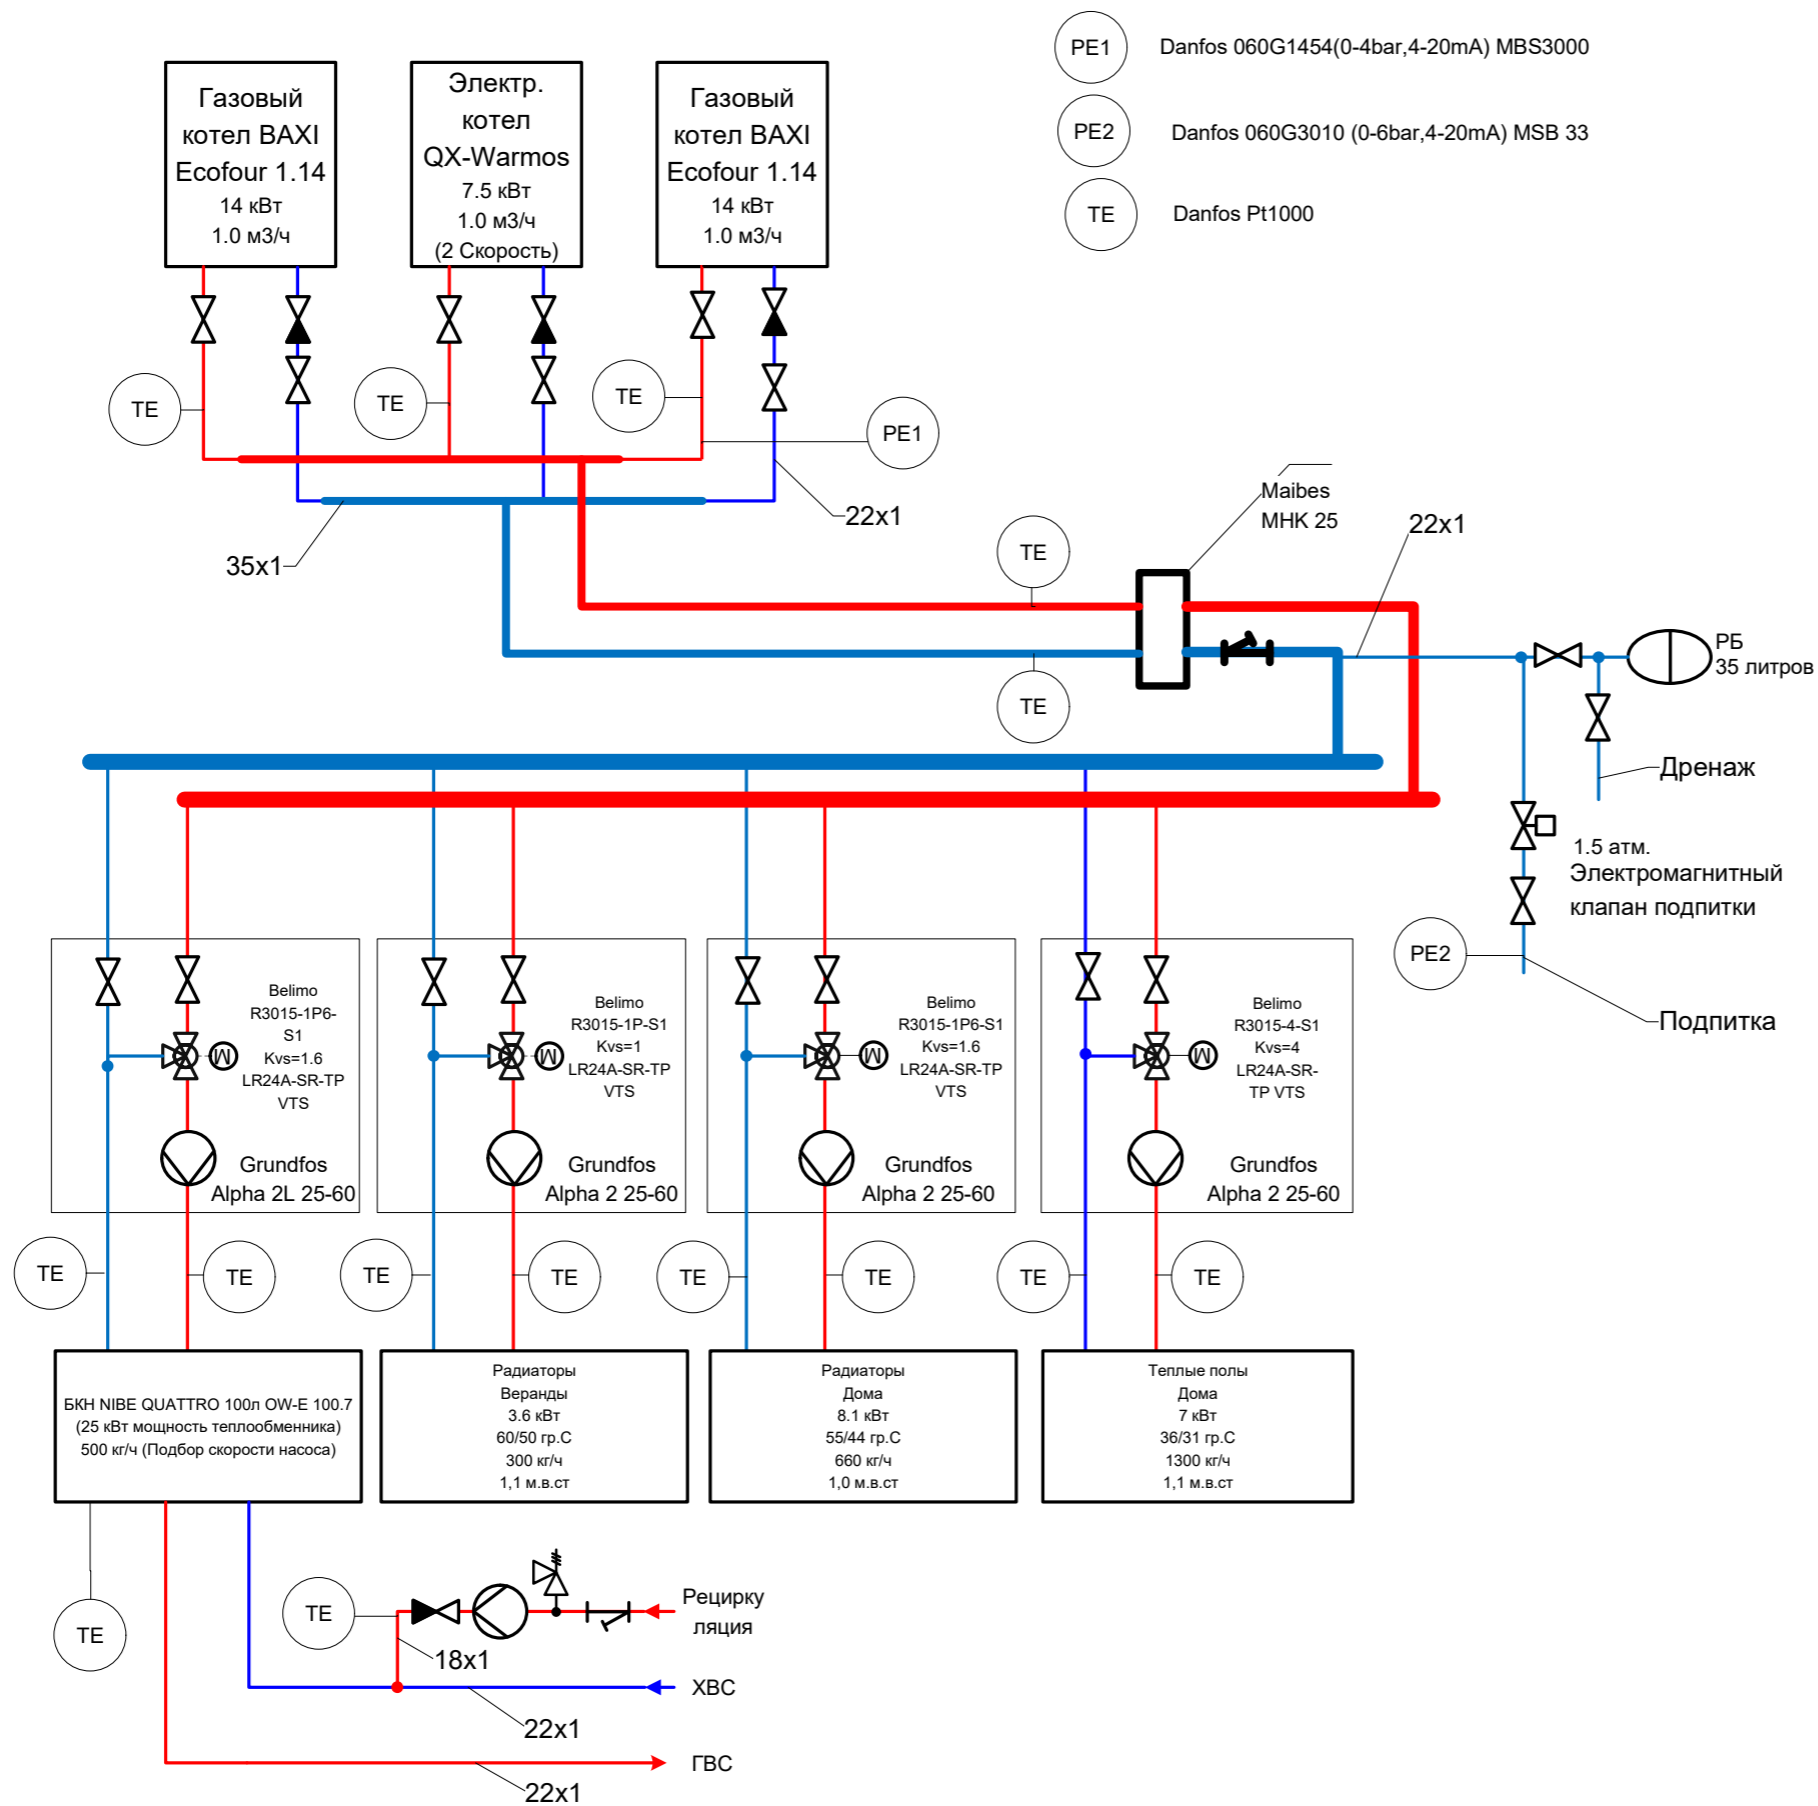 PE1
Danfos 060G1454(0-4bar,4-20mA) MBS3000
PE2
Danfos 060G3010 (0-6bar,4-20mA) MSB 33
TE
Danfos Pt1000
Газовый
котел BAXI
Ecofour 1.14
14 кВт
1.0 м3/ч
Электр.
котел
QX-Warmos
7.5 кВт
1.0 м3/ч
(2 Скорость)
Газовый
котел BAXI
Ecofour 1.14
14 кВт
1.0 м3/ч
TE
TE
TE
PE1
22x1
35x1
TE
Maibes
MHK 25
22x1
TE
РБ
35 литров
Дренаж
1.5 атм.
Электромагнитный
клапан подпитки
PE2
Подпитка
Belimo
R3015-1P6-
S1
Kvs=1.6
LR24A-SR-TP
VTS
M
Grundfos
Alpha 2L 25-60
Belimo
R3015-1P-S1
Kvs=1
LR24A-SR-TP
VTS
M
Grundfos
Alpha 2 25-60
Belimo
R3015-1P6-S1
Kvs=1.6
LR24A-SR-TP
VTS
M
Grundfos
Alpha 2 25-60
Belimo
R3015-4-S1
Kvs=4
LR24A-SR-
TP VTS
M
Grundfos
Alpha 2 25-60
TE
TE
TE
TE
TE
TE
TE
TE
БКН NIBE QUATTRO 100л OW-E 100.7
(25 кВт мощность теплообменника)
500 кг/ч (Подбор скорости насоса)
Радиаторы
Веранды
3.6 кВт
60/50 гр.С
300 кг/ч
1,1 м.в.ст
Радиаторы
Дома
8.1 кВт
55/44 гр.С
660 кг/ч
1,0 м.в.ст
Теплые полы
Дома
7 кВт
36/31 гр.С
1300 кг/ч
1,1 м.в.ст
TE
TE
Рецирку
ляция
18x1
ХВС
22x1
ГВС
22x1